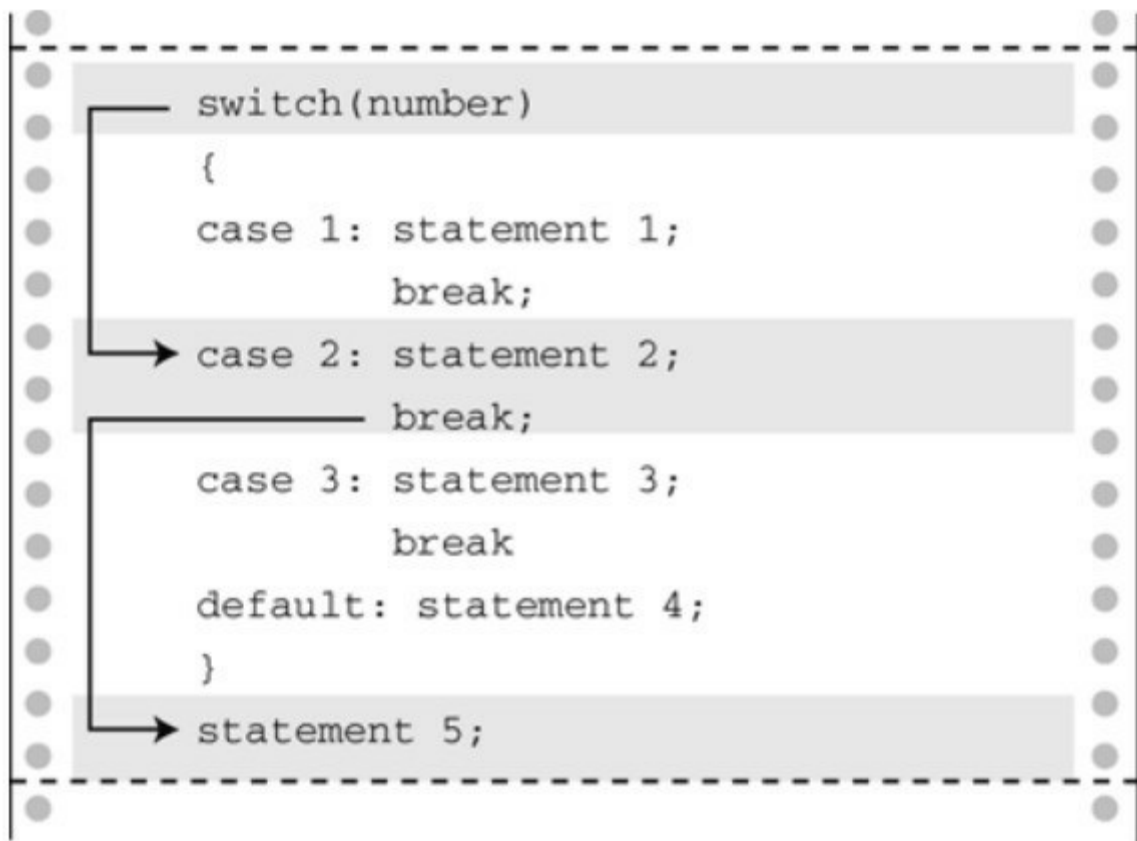 switch(number)
{
case 1: statement 1;
break;
case 2: statement 2;
break;
case 3: statement 3;
break
default: statement 4;
}
statement 5;